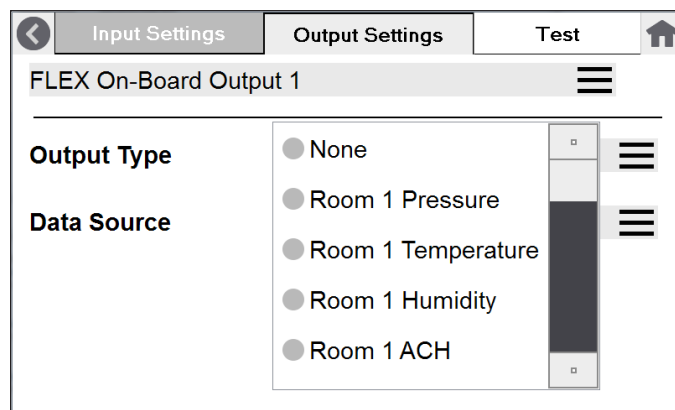 Input Settings
Output Settings
Test
FLEX On-Board Output 1
Output Type
None
Room 1 Pressure
Data Source
Room 1 Temperature
Room 1 Humidity
Room 1 ACH